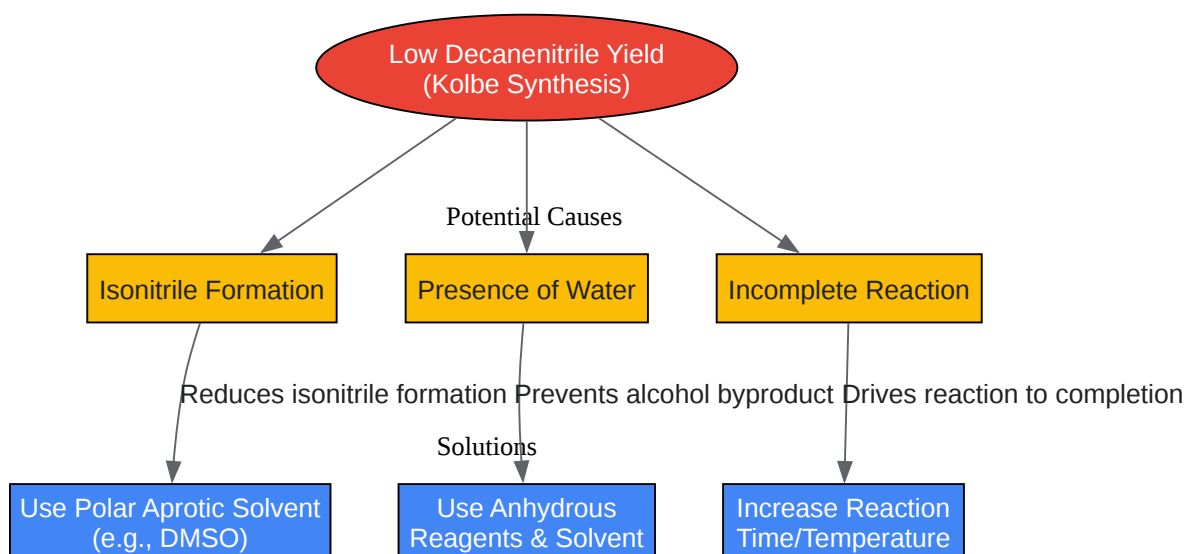 Low Decanenitrile Yield
(Kolbe Synthesis)
Potential Causes
Isonitrile Formation
Presence of Water
Incomplete Reaction
Reduces isonitrile formation
Prevents alcohol byproduct
Drives reaction to completion
Solutions
Use Polar Aprotic Solvent
(e.g., DMSO)
Use Anhydrous
Reagents & Solvent
Increase Reaction
Time/Temperature